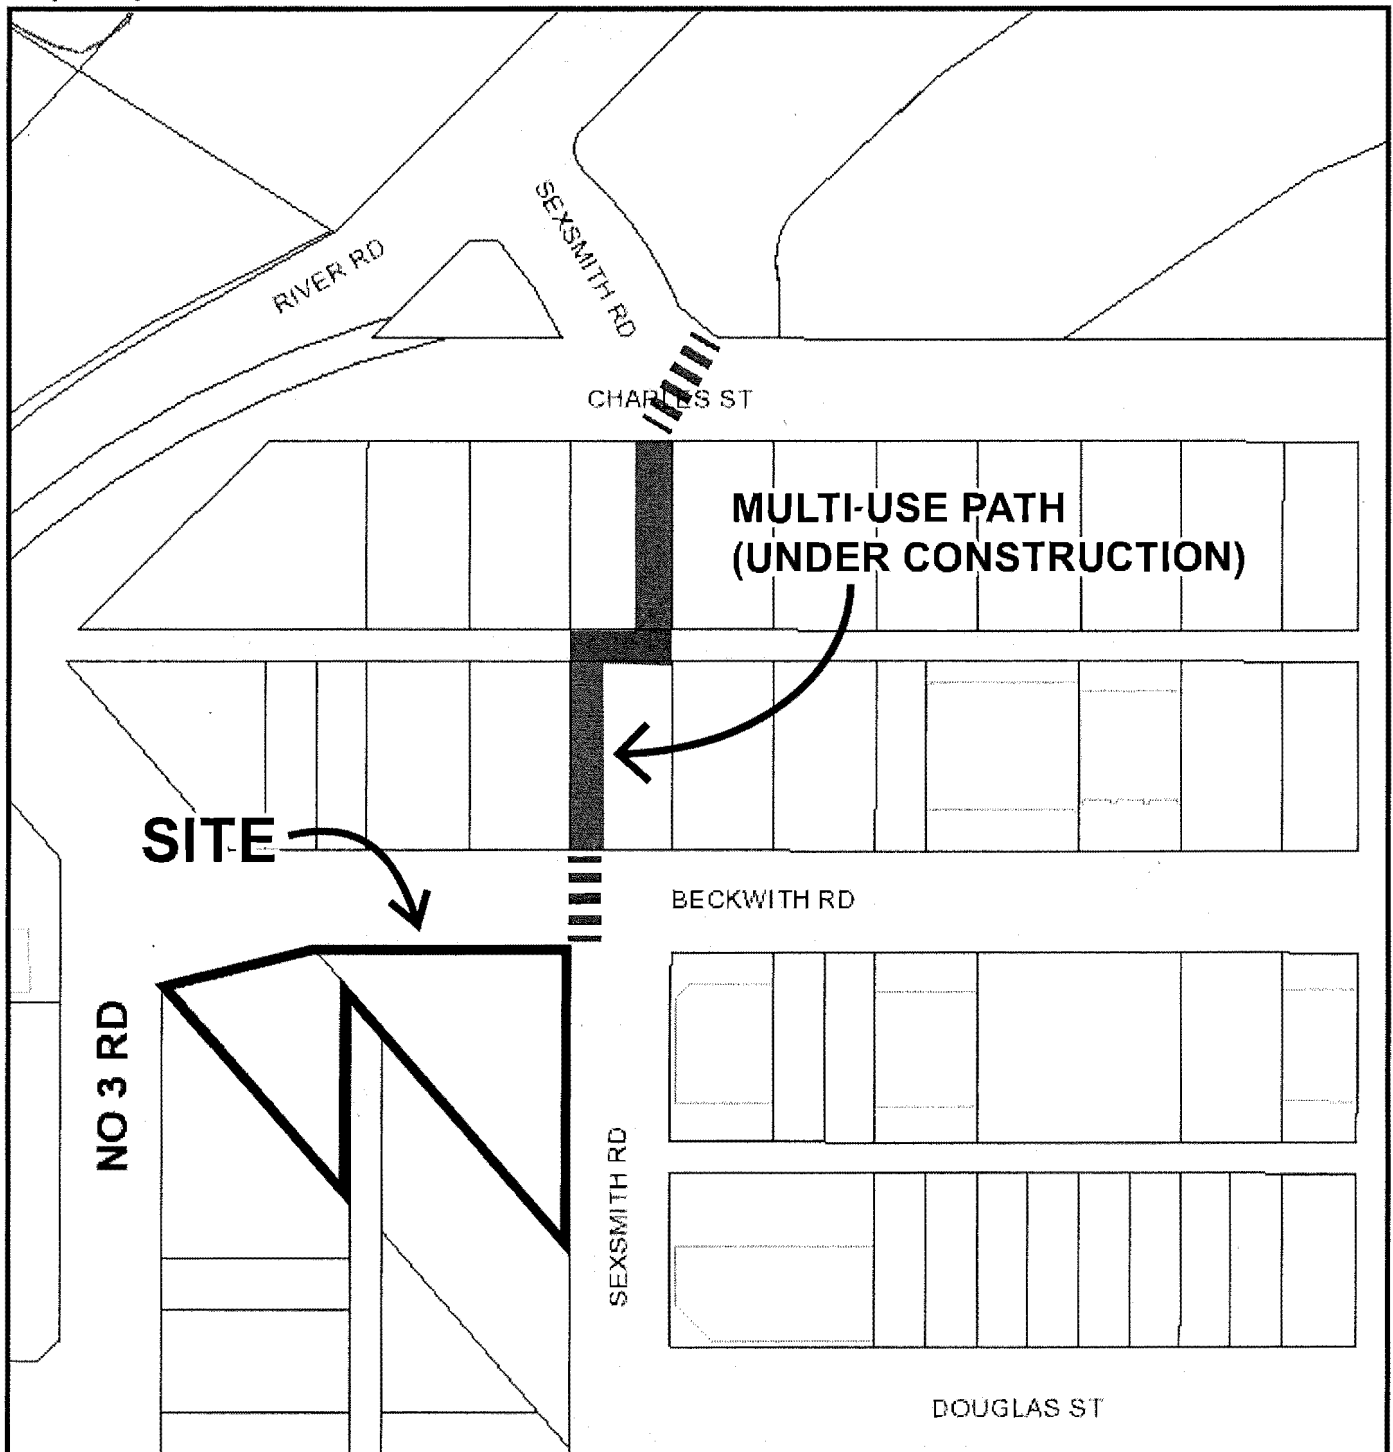 SEXSMITH RD
RIVER RD
CHARLES ST
MULTI-USE PATH
(UNDER CONSTRUCTION)
SITE
BECKWITH RD
NO 3 RD
SEXSMITH RD
DOUGLAS ST